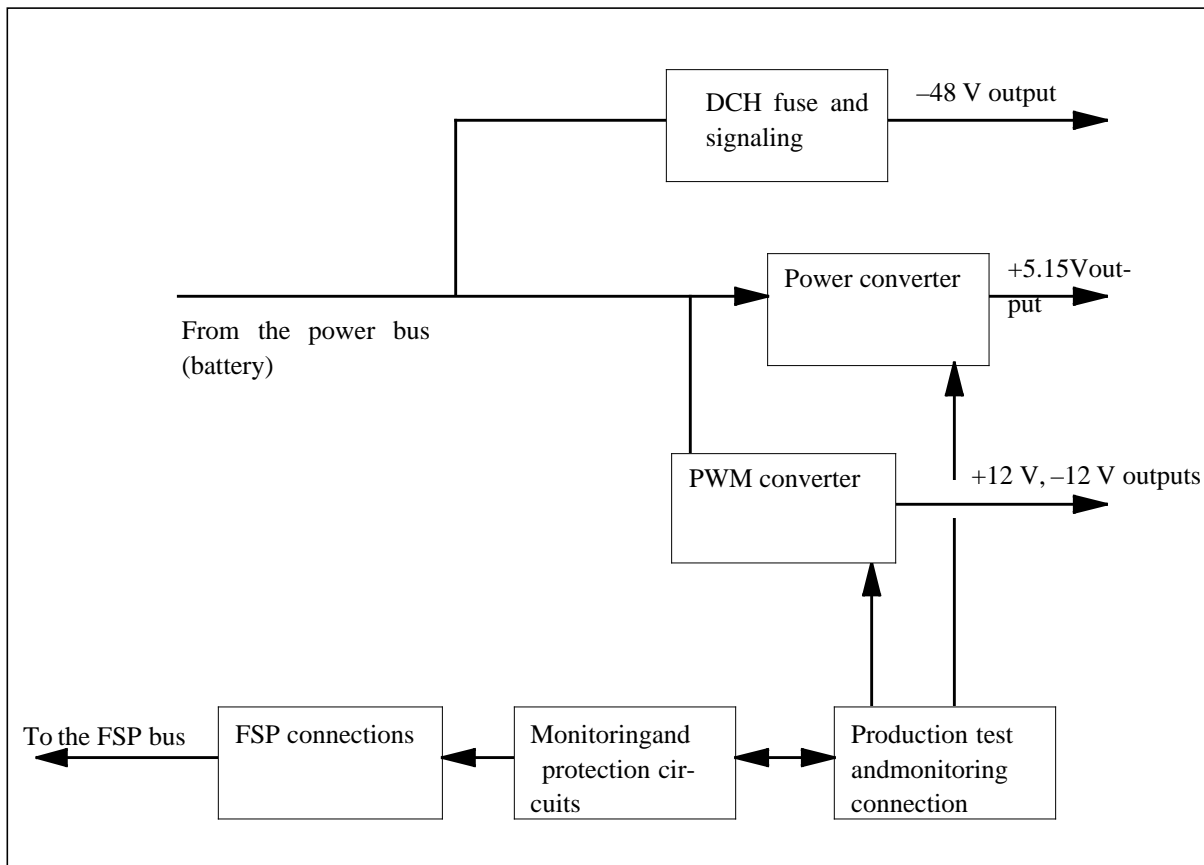 DCH fuse and
signaling
–48 V output
Power converter
+5.15Vout-
put
From the power bus
(battery)
PWM converter
+12 V, –12 V outputs
To the FSP bus
FSP connections
Monitoringand
protection cir-
cuits
Production test
andmonitoring
connection